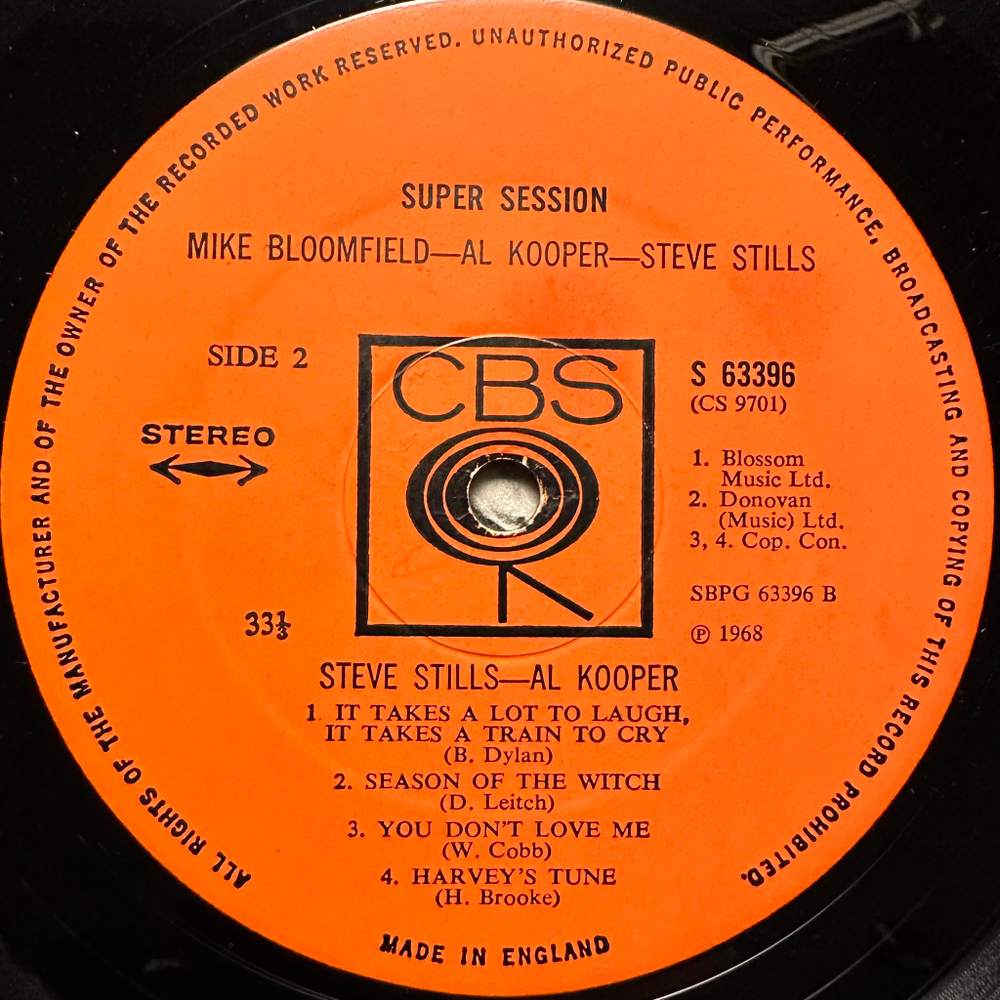 ALL RIGHTS OF THE MANUFACTURER AND OF THE OWNER OF THE RECORDED WORK RESERVED. UNAUTHORIZED PUBLIC PERFORMANCE, BROADCASTING AND COPYING OF THIS RECORD PROHIBITED.
SUPER SESSION
MIKE BLOOMFIELD—AL KOOPER—STEVE STILLS
SIDE 2
CBS
S 63396
(CS 9701)
STEREO
1. Blossom
Music Ltd.
2. Donovan
(Music) Ltd.
3, 4. Cop. Con.
SBPG 63396 B
33⅓
℗ 1968
STEVE STILLS—AL KOOPER
1. IT TAKES A LOT TO LAUGH,
IT TAKES A TRAIN TO CRY
(B. Dylan)
2. SEASON OF THE WITCH
(D. Leitch)
3. YOU DON'T LOVE ME
(W. Cobb)
4. HARVEY'S TUNE
(H. Brooke)
MADE IN ENGLAND